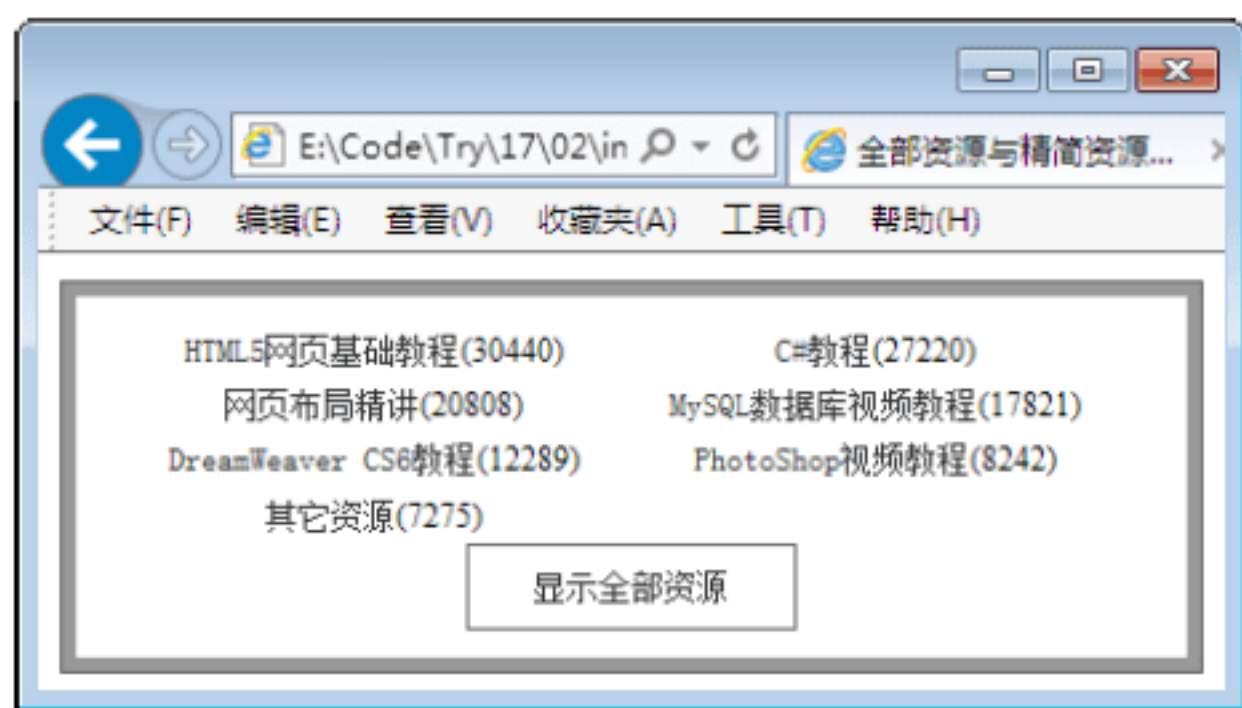 E:\Code\Try\17\02\in
全部资源与精简资源...
文件(F) 编辑(E) 查看(V) 收藏夹(A) 工具(T) 帮助(H)
HTML5网页基础教程(30440) C#教程(27220)
网页布局精讲(20808) MySQL数据库视频教程(17821)
DreamWeaver CS6教程(12289) PhotoShop视频教程(8242)
其它资源(7275)
显示全部资源